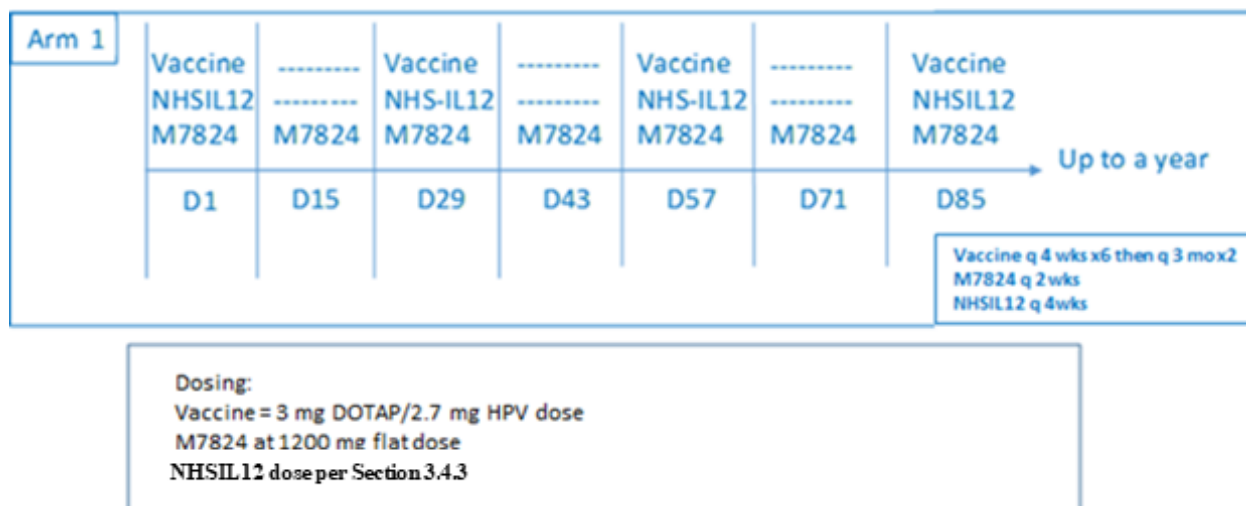 Arm 1
Vaccine --------- Vaccine --------- Vaccine --------- Vaccine
NHSIL12 --------- NHS-IL12 --------- NHS-IL12 --------- NHSIL12
M7824 M7824 M7824 M7824 M7824 M7824 M7824
Up to a year
D1 D15 D29 D43 D57 D71 D85
Vaccine q 4 wks x6 then q 3 mo x2
M7824 q 2 wks
NHSIL12 q 4wks
Dosing:
Vaccine = 3 mg DOTAP/2.7 mg HPV dose
M7824 at 1200 mg flat dose
NHSIL12 dose per Section 3.4.3